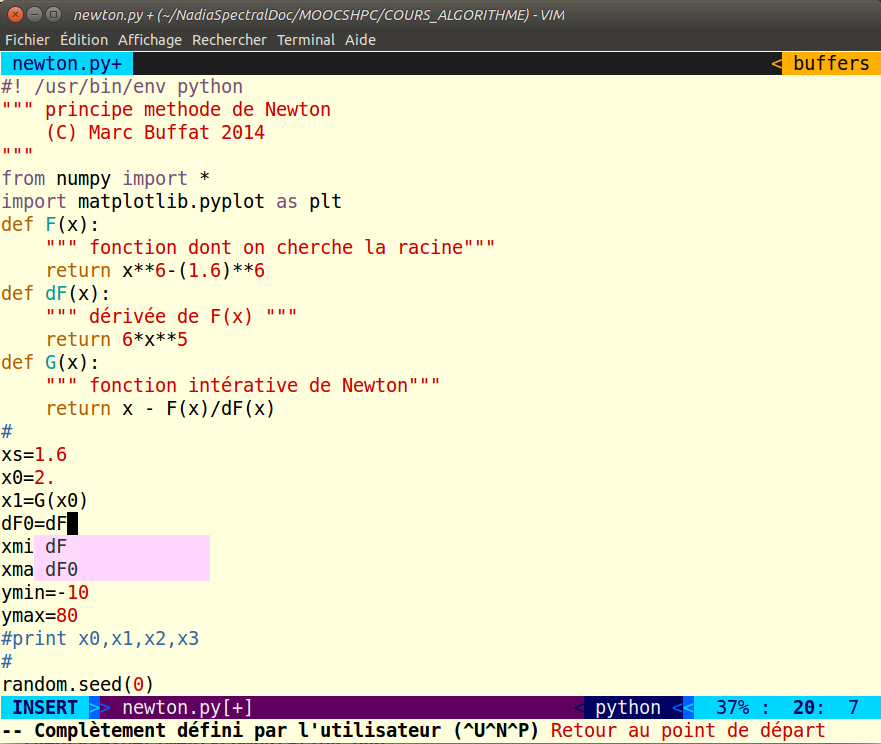 newton.py + (~/NadiaSpectralDoc/MOOCSHPC/COURS_ALGORITHME) - VIM
Fichier Édition Affichage Rechercher Terminal Aide
newton.py+ < buffers
#! /usr/bin/env python
""" principe methode de Newton
    (C) Marc Buffat 2014
"""
from numpy import *
import matplotlib.pyplot as plt
def F(x):
    """ fonction dont on cherche la racine"""
    return x**6-(1.6)**6
def dF(x):
    """ dérivée de F(x) """
    return 6*x**5
def G(x):
    """ fonction intérative de Newton"""
    return x - F(x)/dF(x)
#
xs=1.6
x0=2.
x1=G(x0)
dF0=dF
xmi dF
xma dF0
ymin=-10
ymax=80
#print x0,x1,x2,x3
#
random.seed(0)
INSERT >> newton.py[+] < python << 37% : 20: 7
-- Complètement défini par l'utilisateur (^U^N^P) Retour au point de départ